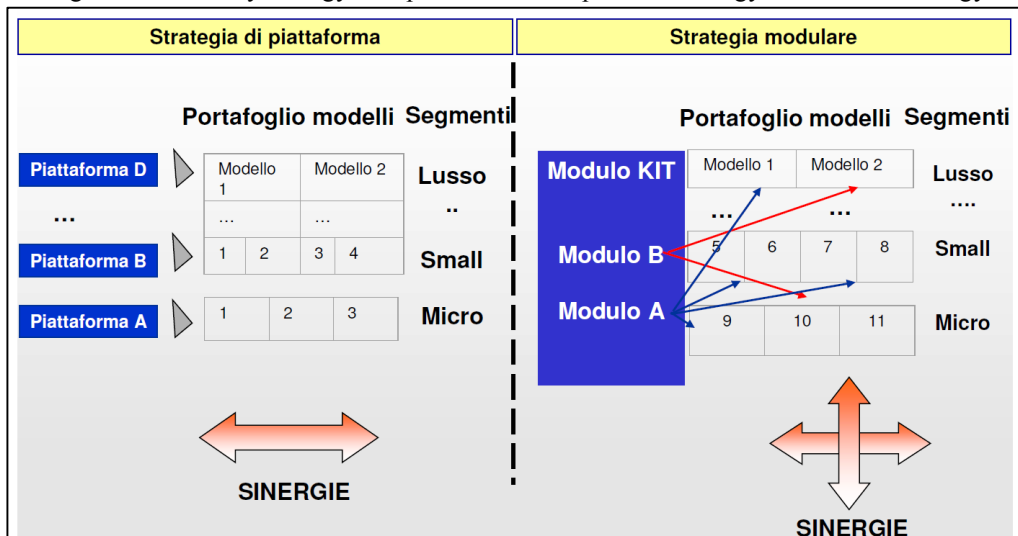 Strategia di piattaforma
Portafoglio modelli Segmenti
Piattaforma D
Modello 1
Modello 2
Lusso
...
...
...
..
Piattaforma B
1 2 3 4
Small
Piattaforma A
1 2 3
Micro
SINERGIE
Strategia modulare
Portafoglio modelli Segmenti
Modulo KIT
Modello 1
Modello 2
Lusso
...
...
....
Modulo B
5 6 7 8
Small
Modulo A
9 10 11
Micro
SINERGIE